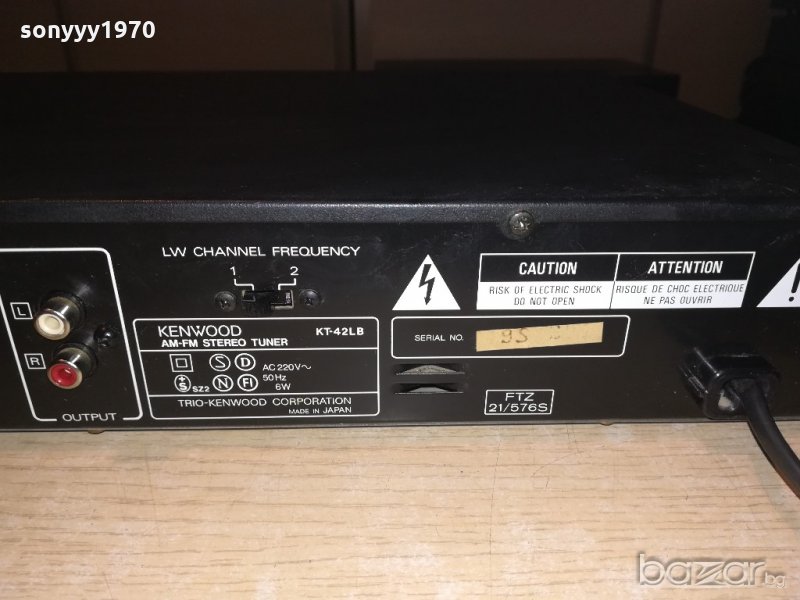 sonyyy1970
LW CHANNEL FREQUENCY
1 2
L
R
OUTPUT
KENWOOD KT-42LB
AM-FM STEREO TUNER
S D AC 220V~
SZ2 N FI 50Hz
6W
TRIO-KENWOOD CORPORATION
MADE IN JAPAN
CAUTION
RISK OF ELECTRIC SHOCK
DO NOT OPEN
ATTENTION
RISQUE DE CHOC ELECTRIQUE
NE PAS OUVRIR
SERIAL NO.
FTZ
21/576S
bazar.bg